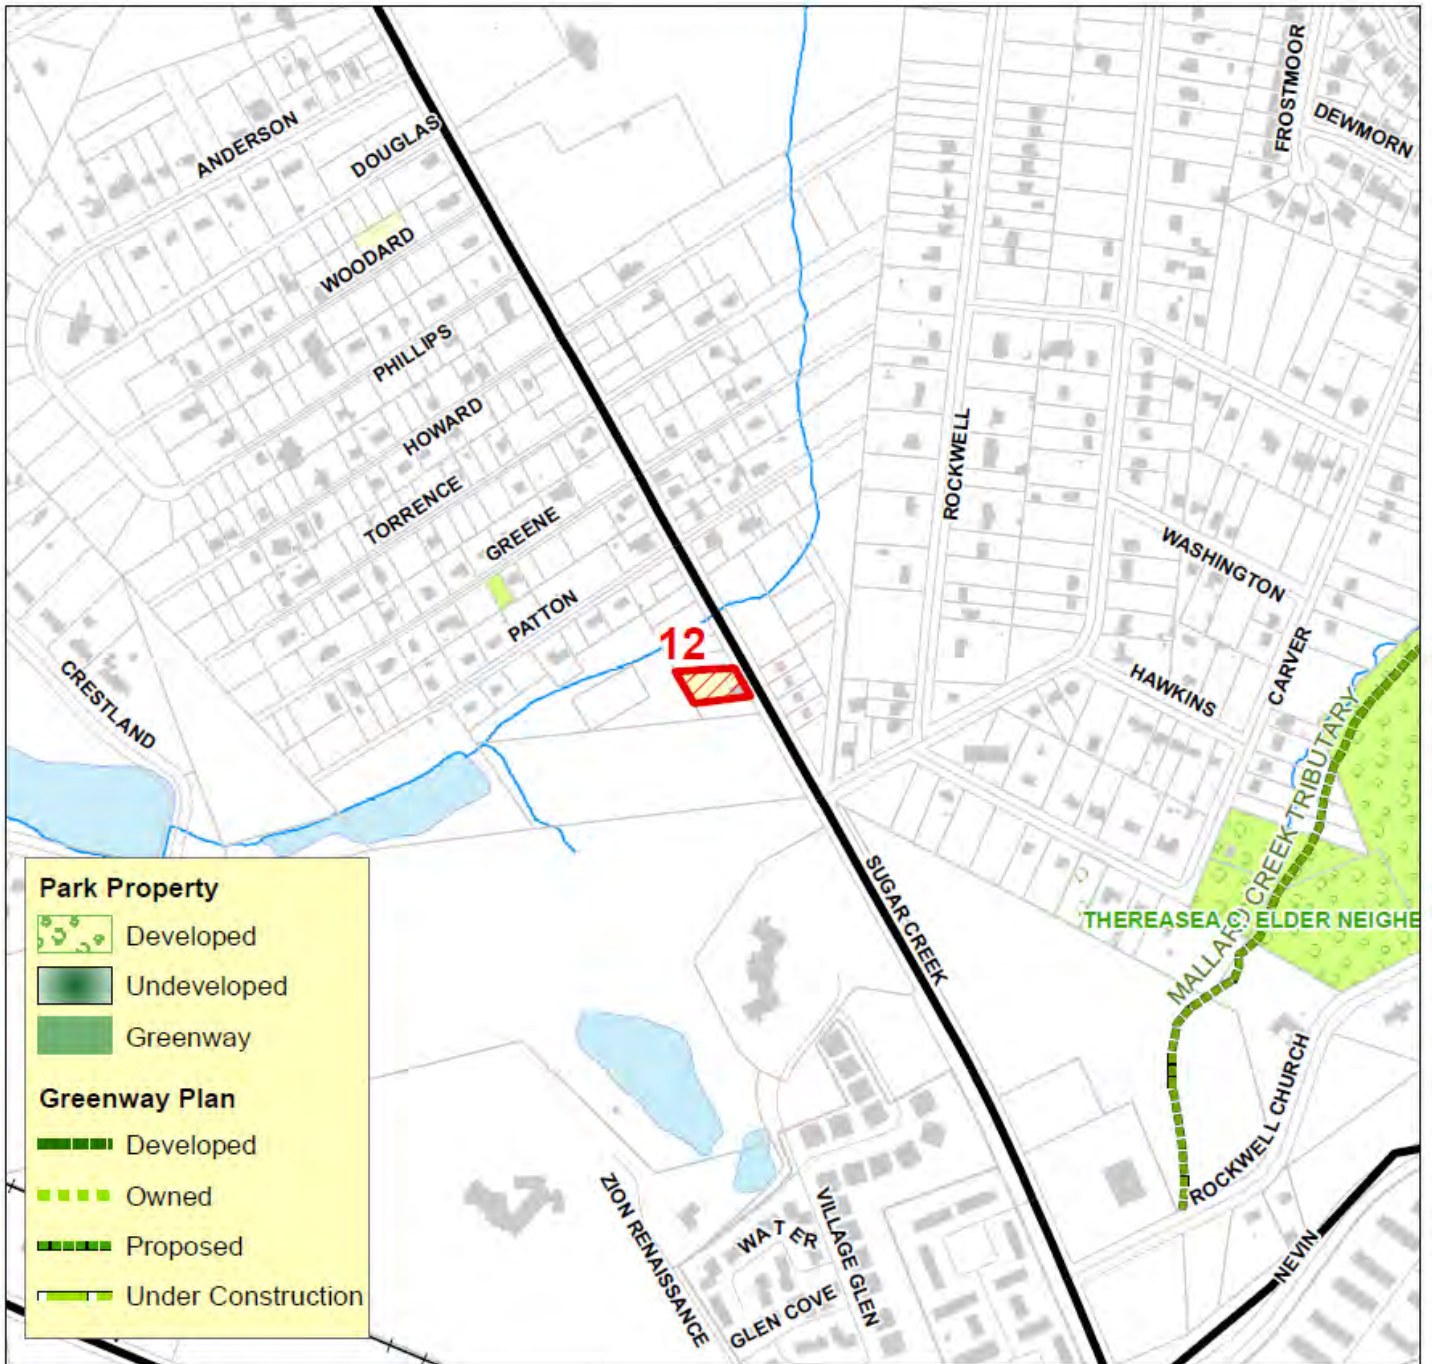 FROSTMOOR
DEWMORN
ANDERSON
DOUGLAS
WOODARD
PHILLIPS
HOWARD
TORRENCE
GREENE
PATTON
ROCKWELL
WASHINGTON
12
HAWKINS
CARVER
CRESTLAND
MALLARD CREEK TRIBUTARY
SUGAR CREEK
THEREASEA C ELDER NEIGHB
ROCKWELL CHURCH
NEVIN
ZION RENAISSANCE
WATER
VILLAGE GLEN
GLEN COVE
Park Property
Developed
Undeveloped
Greenway
Greenway Plan
Developed
Owned
Proposed
Under Construction